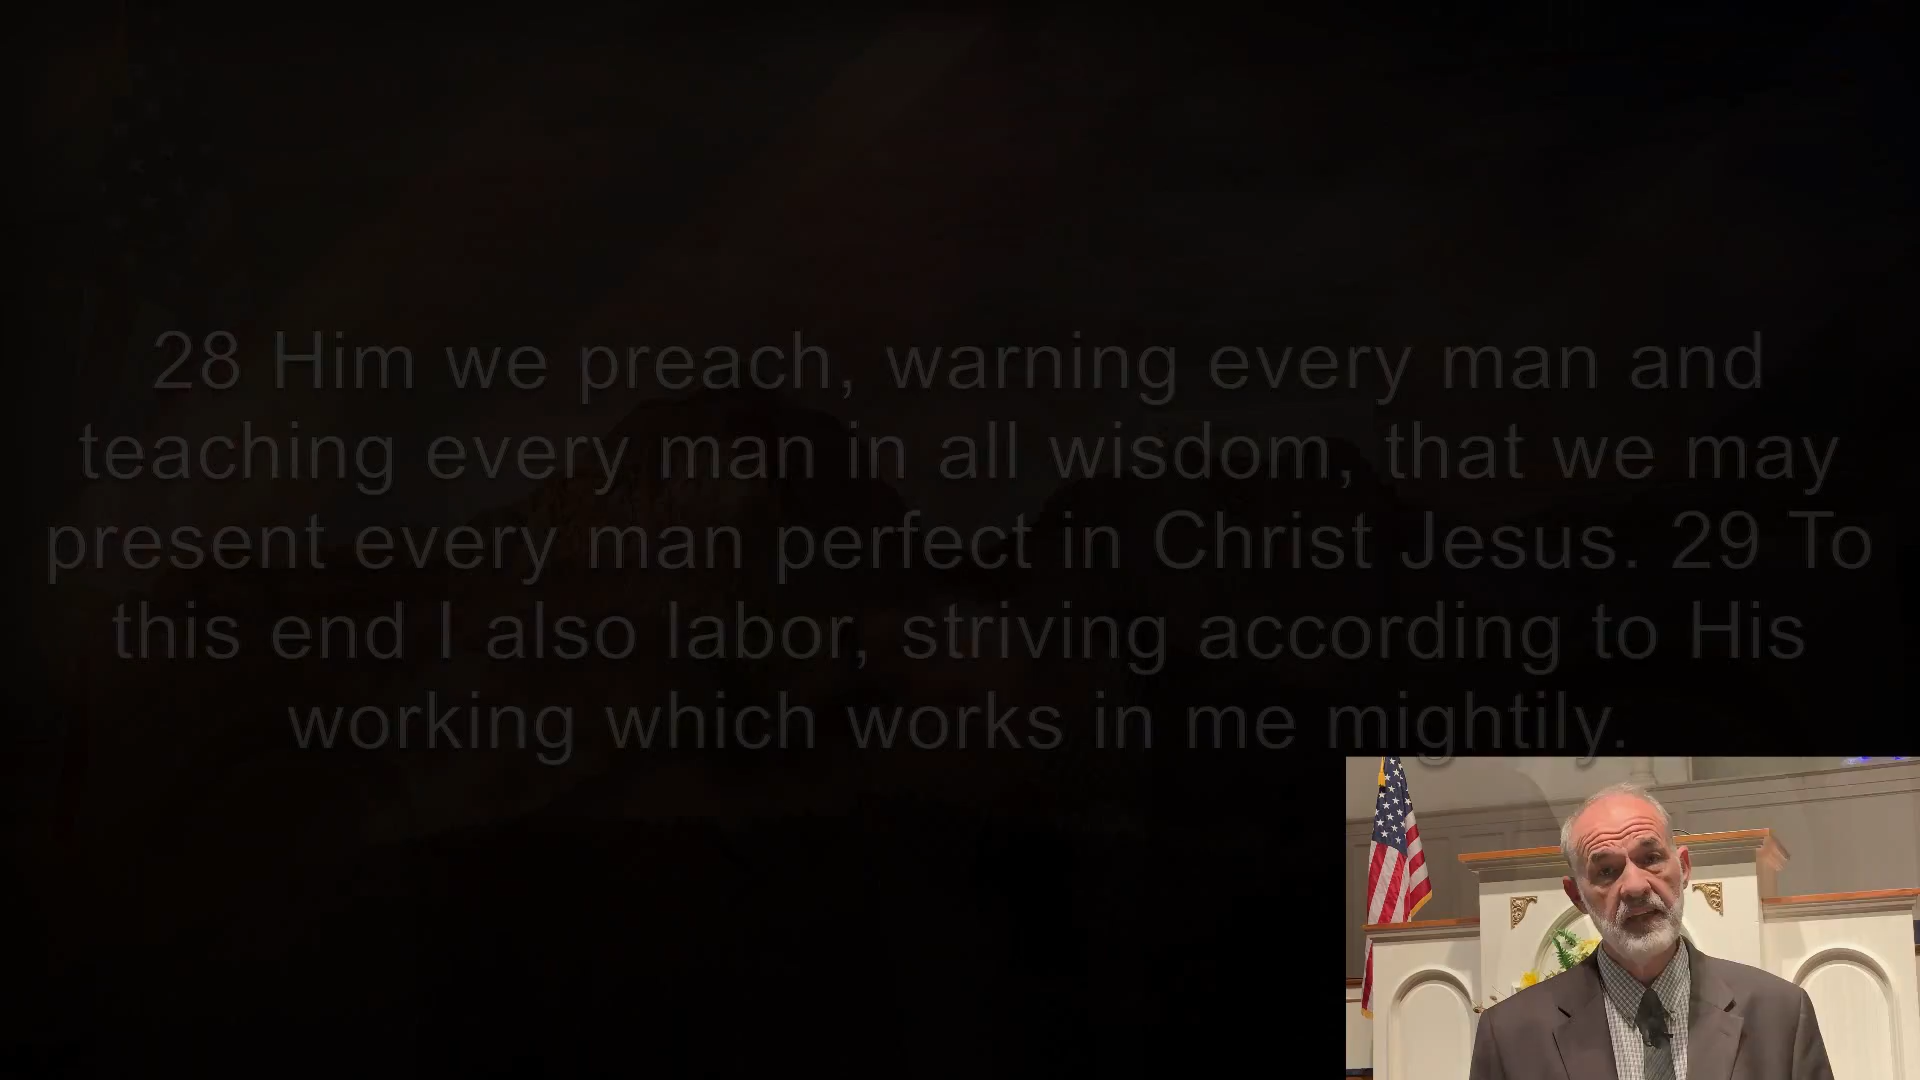 28 Him we preach, warning every man and
teaching every man in all wisdom, that we may
present every man perfect in Christ Jesus. 29 To
this end I also labor, striving according to His
working which works in me mightily.